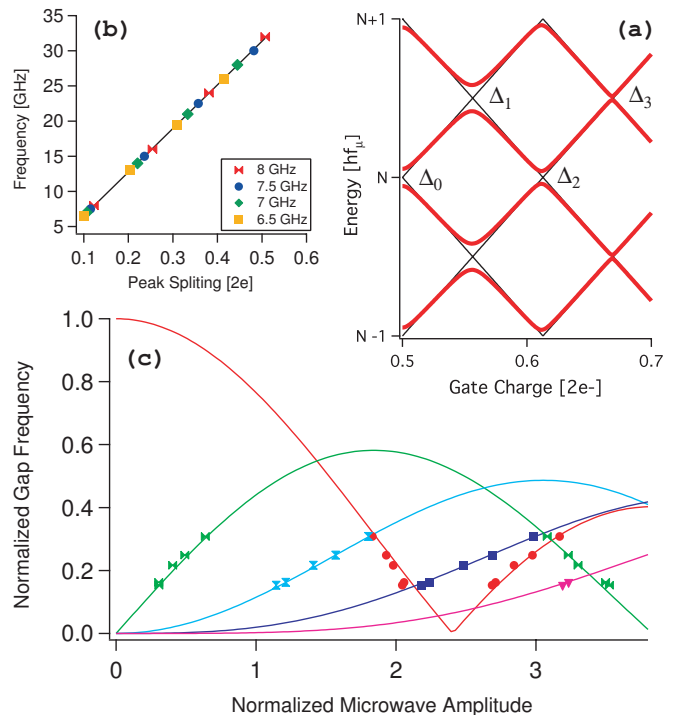 (b)
35
30
25
20
15
10
5
Frequency [GHz]
8 GHz
7.5 GHz
7 GHz
6.5 GHz
0.1 0.2 0.3 0.4 0.5 0.6
Peak Spliting [2e]
(a)
N+1
N
N -1
Energy [hfμ]
Δ0
Δ1
Δ2
Δ3
0.5 0.6 0.7
Gate Charge [2e-]
(c)
1.0
0.8
0.6
0.4
0.2
0.0
Normalized Gap Frequency
0 1 2 3
Normalized Microwave Amplitude